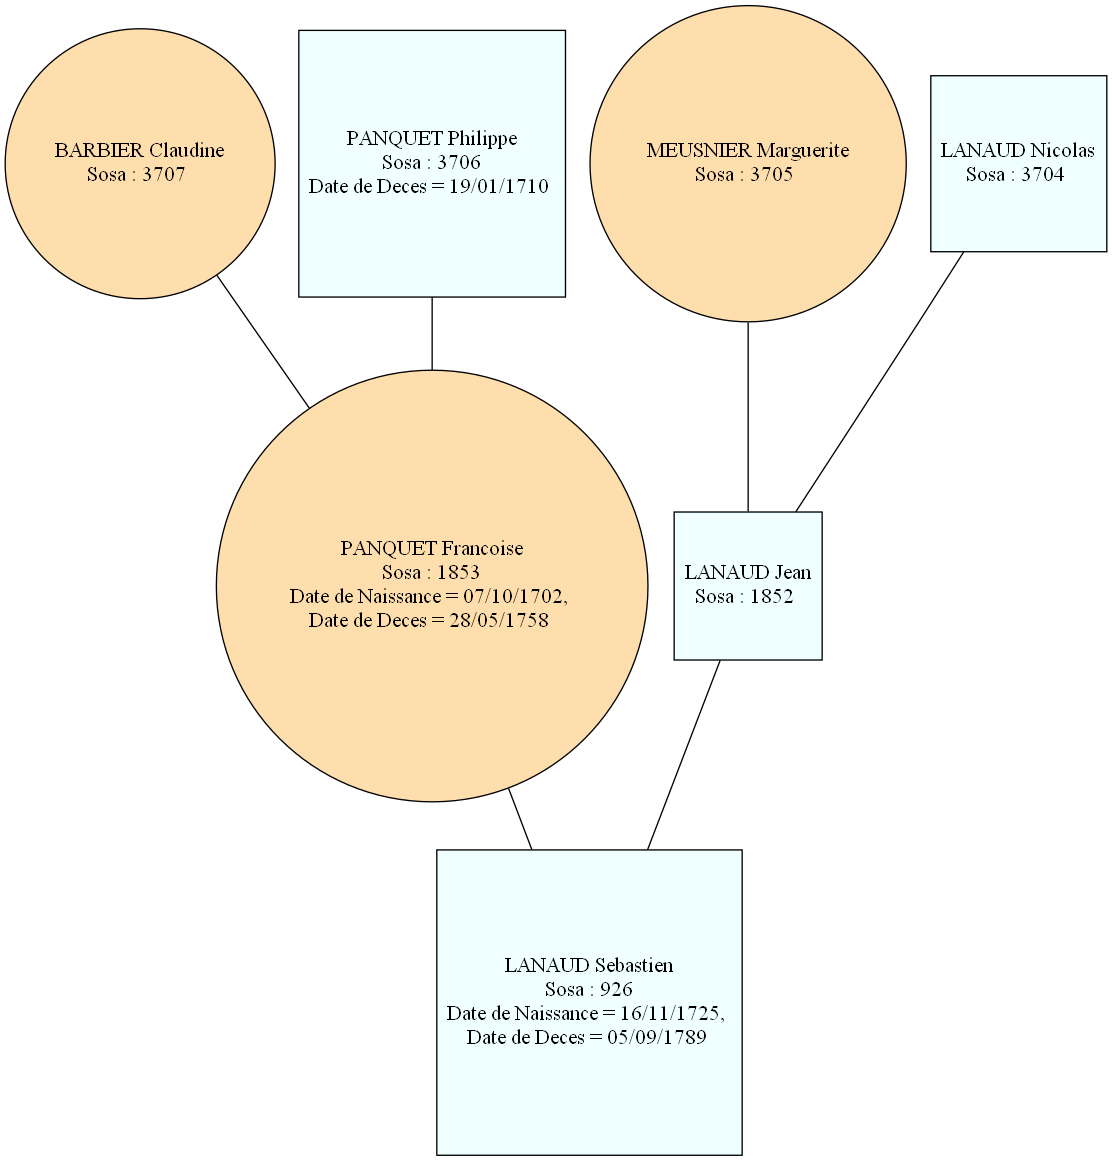 BARBIER Claudine
Sosa : 3707
PANQUET Philippe
Sosa : 3706
Date de Deces = 19/01/1710
MEUSNIER Marguerite
Sosa : 3705
LANAUD Nicolas
Sosa : 3704
PANQUET Francoise
Sosa : 1853
Date de Naissance = 07/10/1702,
Date de Deces = 28/05/1758
LANAUD Jean
Sosa : 1852
LANAUD Sebastien
Sosa : 926
Date de Naissance = 16/11/1725,
Date de Deces = 05/09/1789